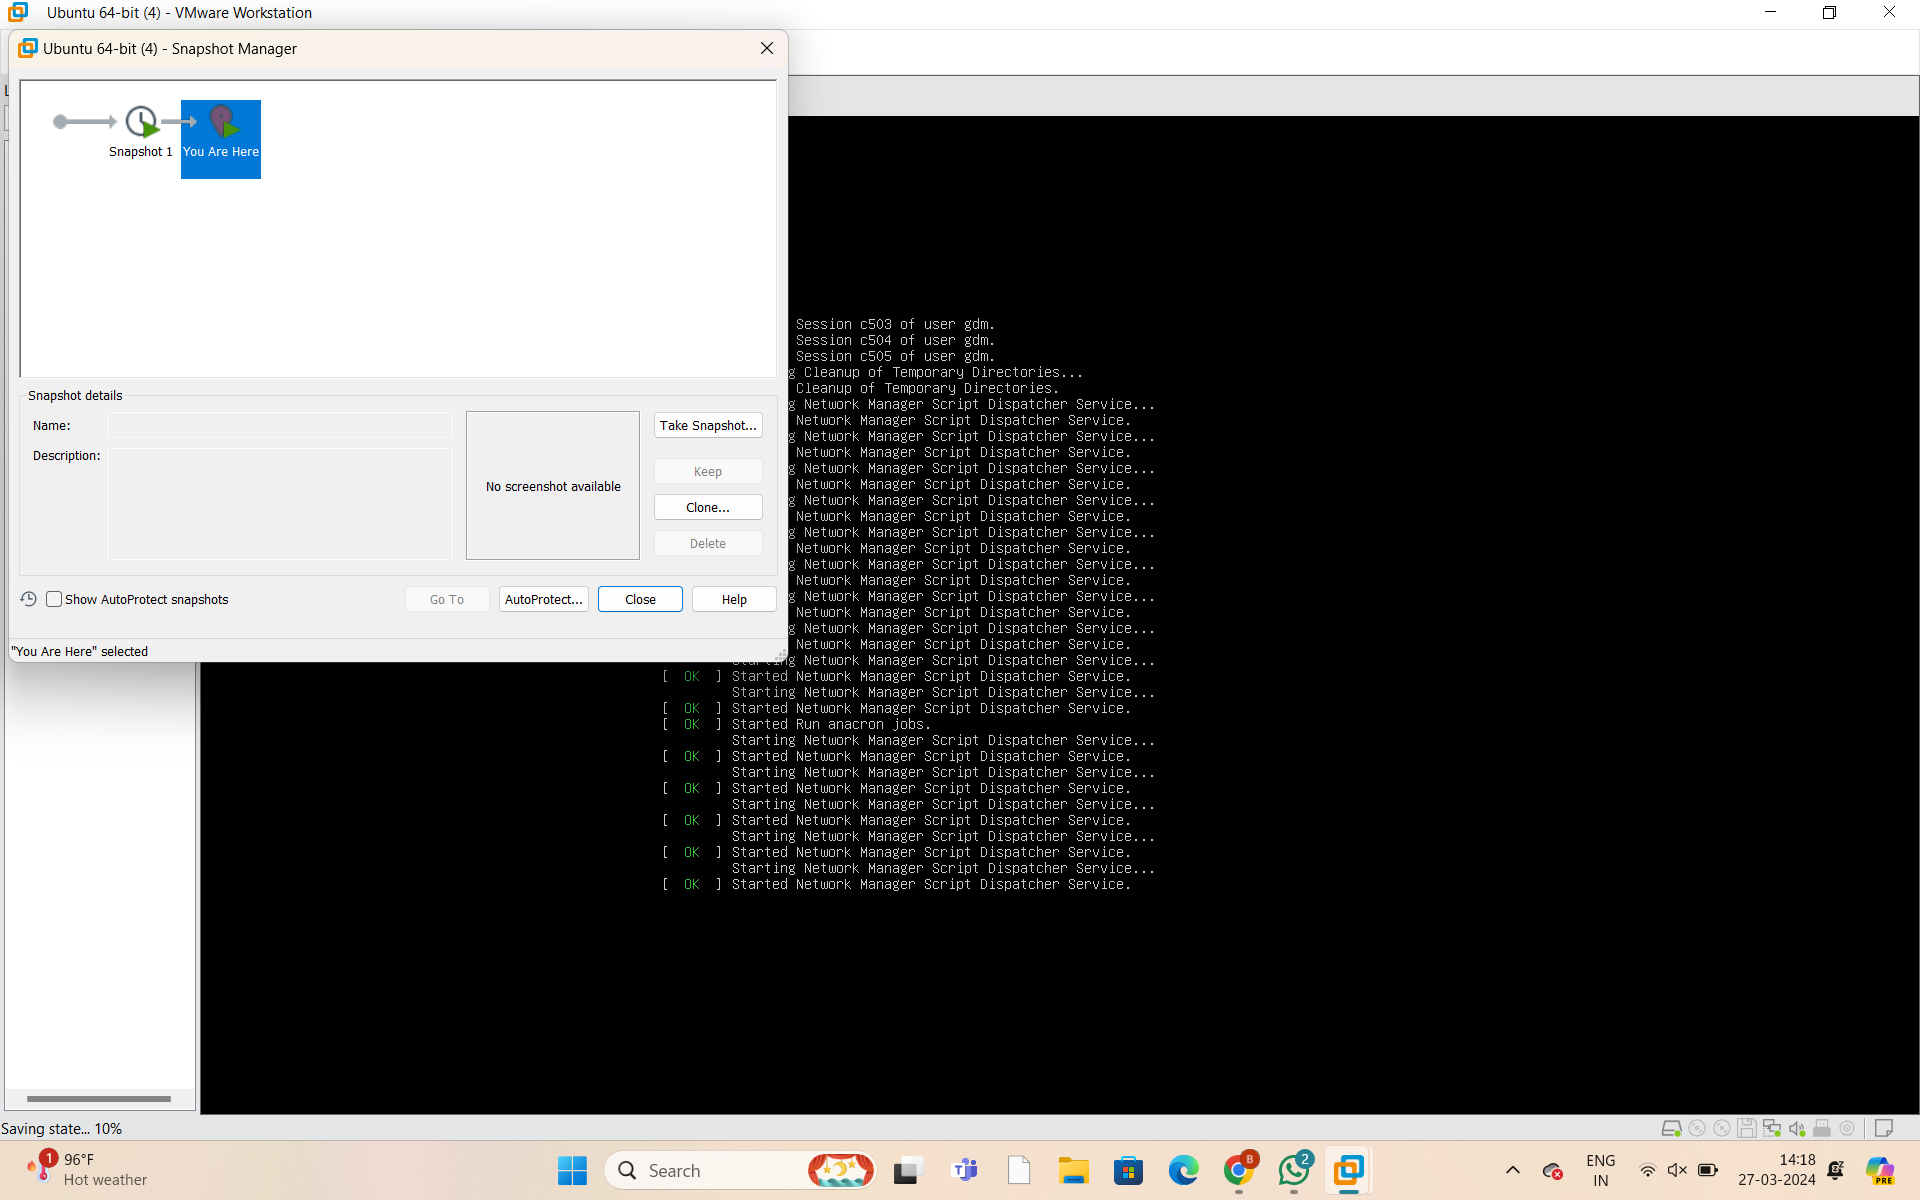 Ubuntu 64-bit (4) - VMware Workstation
Ubuntu 64-bit (4) - Snapshot Manager
Snapshot 1
You Are Here
Snapshot details
Name:
Description:
No screenshot available
Take Snapshot...
Keep
Clone...
Delete
Show AutoProtect snapshots
Go To
AutoProtect...
Close
Help
"You Are Here" selected
Session c503 of user gdm.
Session c504 of user gdm.
Session c505 of user gdm.
g Cleanup of Temporary Directories...
Cleanup of Temporary Directories.
g Network Manager Script Dispatcher Service...
Network Manager Script Dispatcher Service.
g Network Manager Script Dispatcher Service...
Network Manager Script Dispatcher Service.
g Network Manager Script Dispatcher Service...
Network Manager Script Dispatcher Service.
g Network Manager Script Dispatcher Service...
Network Manager Script Dispatcher Service.
g Network Manager Script Dispatcher Service...
Network Manager Script Dispatcher Service.
g Network Manager Script Dispatcher Service...
Network Manager Script Dispatcher Service.
g Network Manager Script Dispatcher Service...
Network Manager Script Dispatcher Service.
g Network Manager Script Dispatcher Service...
Network Manager Script Dispatcher Service.
Starting Network Manager Script Dispatcher Service...
[ OK ] Started Network Manager Script Dispatcher Service.
Starting Network Manager Script Dispatcher Service...
[ OK ] Started Network Manager Script Dispatcher Service.
[ OK ] Started Run anacron jobs.
Starting Network Manager Script Dispatcher Service...
[ OK ] Started Network Manager Script Dispatcher Service.
Starting Network Manager Script Dispatcher Service...
[ OK ] Started Network Manager Script Dispatcher Service.
Starting Network Manager Script Dispatcher Service...
[ OK ] Started Network Manager Script Dispatcher Service.
Starting Network Manager Script Dispatcher Service...
[ OK ] Started Network Manager Script Dispatcher Service.
Starting Network Manager Script Dispatcher Service...
[ OK ] Started Network Manager Script Dispatcher Service.
Saving state... 10%
1
96°F
Hot weather
Search
B
2
ENG
IN
14:18
27-03-2024
PRE